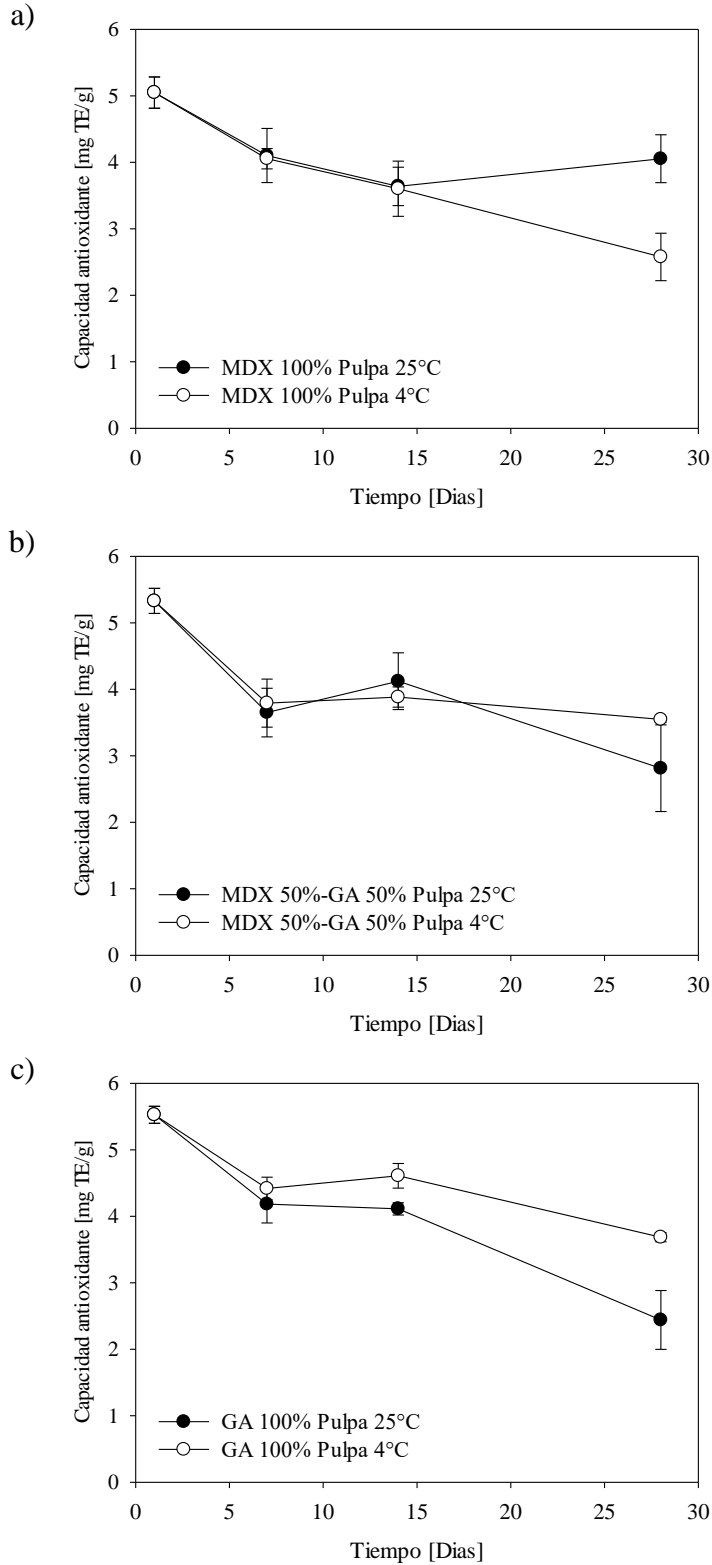 a)
Capacidad antioxidante [mg TE/g]
6
5
4
3
2
1
0
MDX 100% Pulpa 25°C
MDX 100% Pulpa 4°C
0 5 10 15 20 25 30
Tiempo [Dias]
b)
Capacidad antioxidante [mg TE/g]
6
5
4
3
2
1
0
MDX 50%-GA 50% Pulpa 25°C
MDX 50%-GA 50% Pulpa 4°C
0 5 10 15 20 25 30
Tiempo [Dias]
c)
Capacidad antioxidante [mg TE/g]
6
5
4
3
2
1
0
GA 100% Pulpa 25°C
GA 100% Pulpa 4°C
0 5 10 15 20 25 30
Tiempo [Dias]